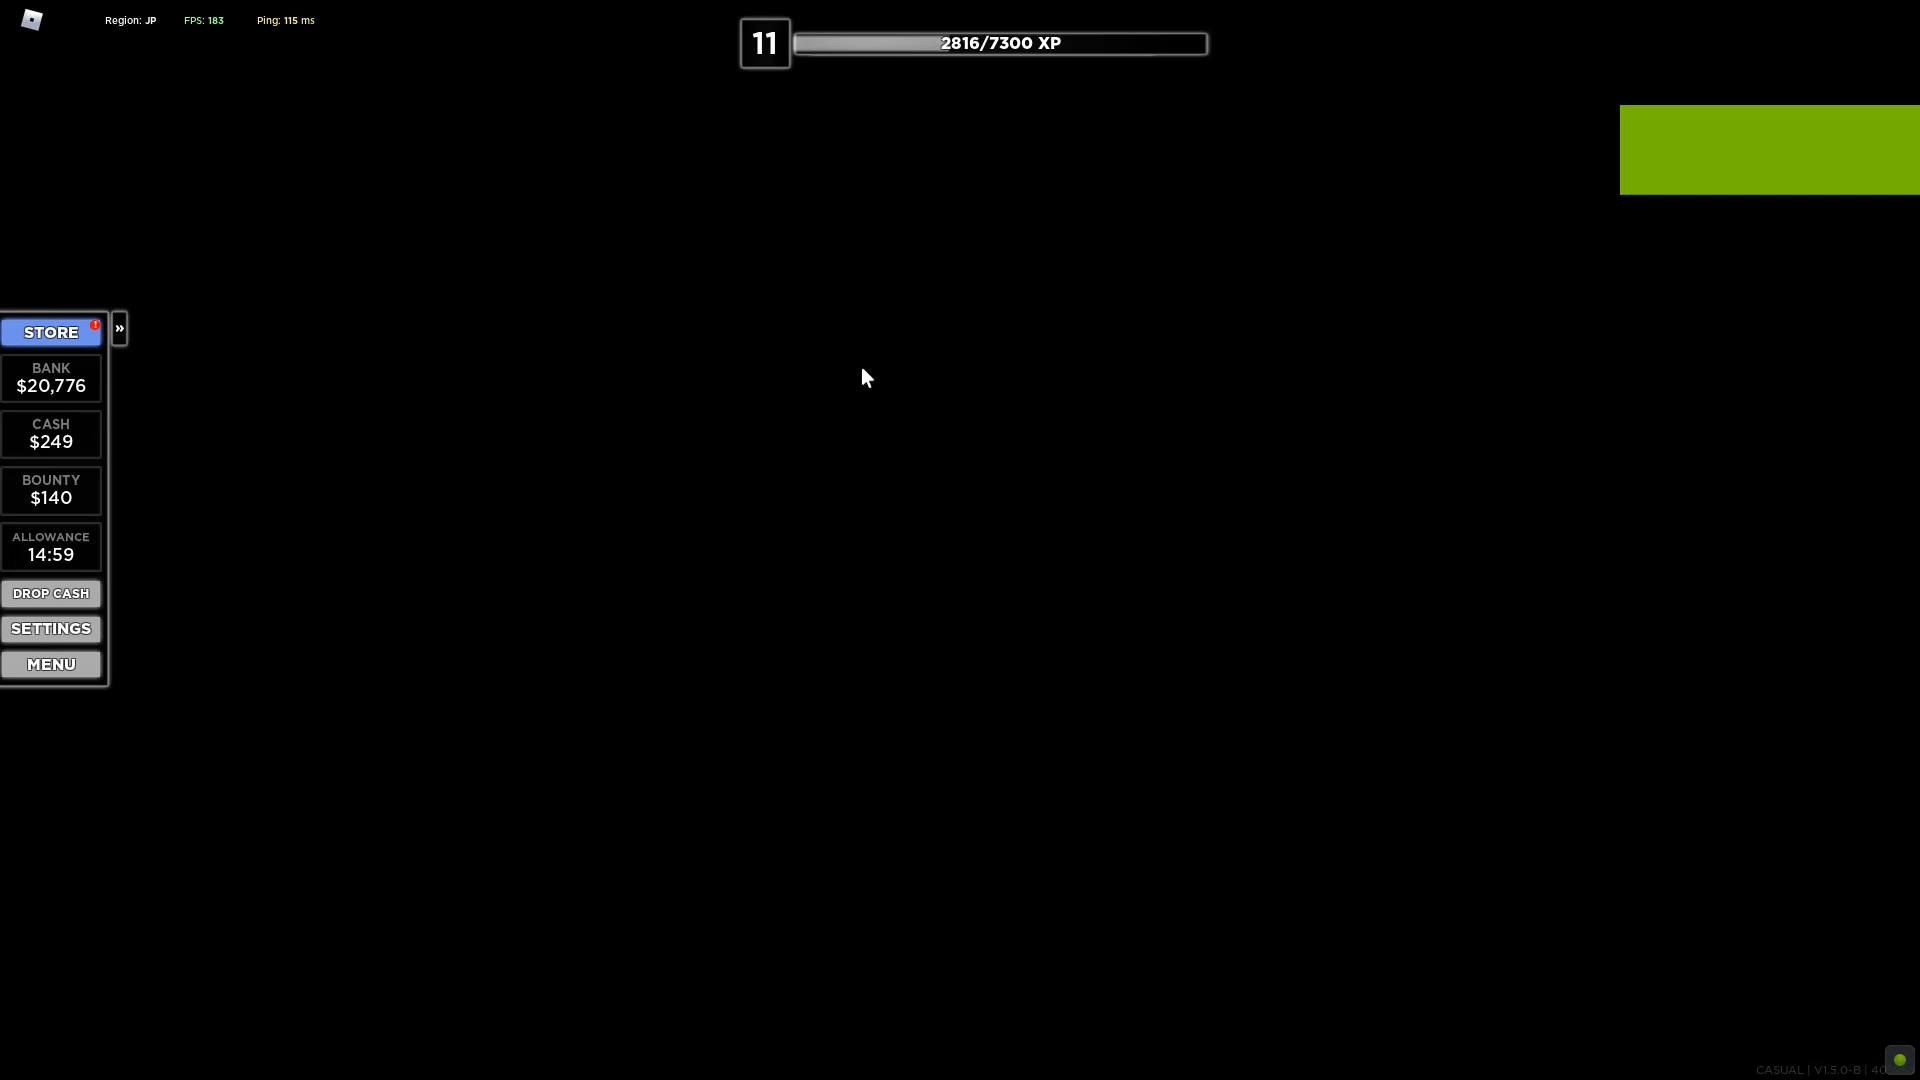 Region: JP FPS: 183 Ping: 115 ms
11 2816/7300 XP
STORE
»
BANK
$20,776
CASH
$249
BOUNTY
$140
ALLOWANCE
14:59
DROP CASH
SETTINGS
MENU
CASUAL | V1.5.0-B |